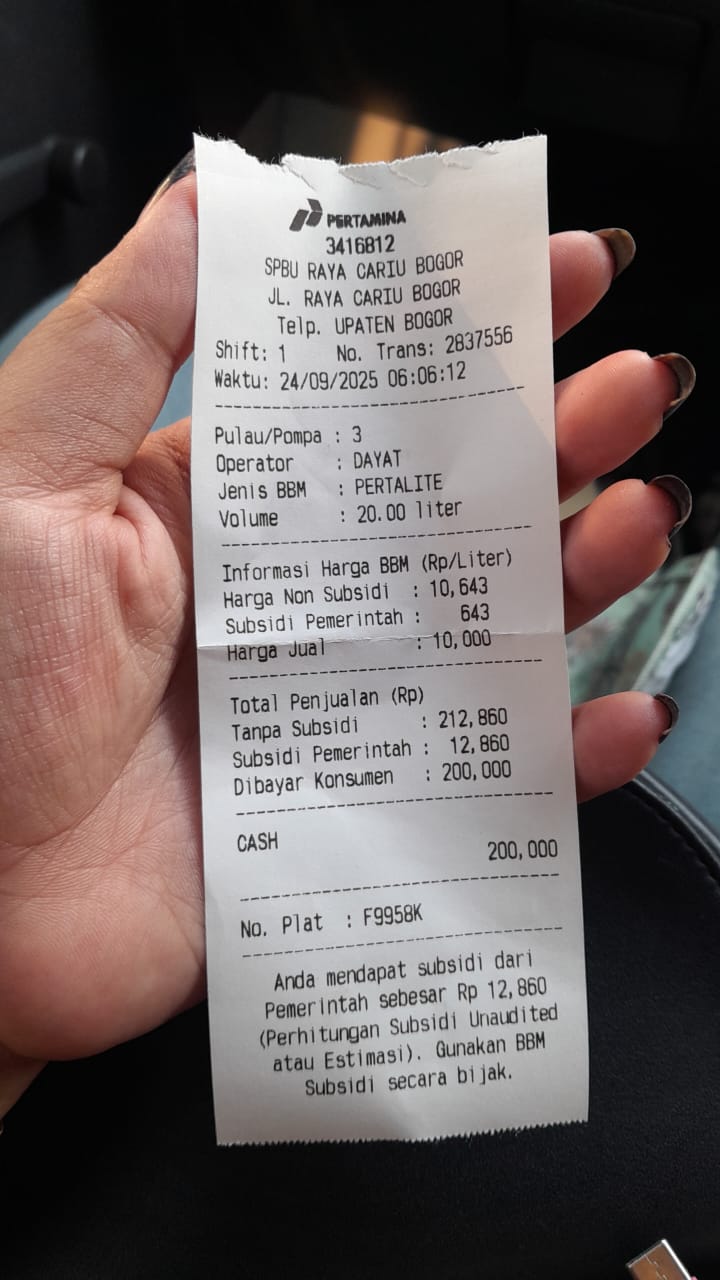 PERTAMINA
3416812
SPBU RAYA CARIU BOGOR
JL. RAYA CARIU BOGOR
Telp. UPATEN BOGOR
Shift: 1 No. Trans: 2837556
Waktu: 24/09/2025 06:06:12
Pulau/Pompa : 3
Operator : DAYAT
Jenis BBM : PERTALITE
Volume : 20.00 liter
Informasi Harga BBM (Rp/Liter)
Harga Non Subsidi : 10,643
Subsidi Pemerintah : 643
Harga Jual : 10,000
Total Penjualan (Rp)
Tanpa Subsidi : 212,860
Subsidi Pemerintah : 12,860
Dibayar Konsumen : 200,000
CASH
200,000
No. Plat : F9958K
Anda mendapat subsidi dari
Pemerintah sebesar Rp 12,860
(Perhitungan Subsidi Unaudited
atau Estimasi). Gunakan BBM
Subsidi secara bijak.